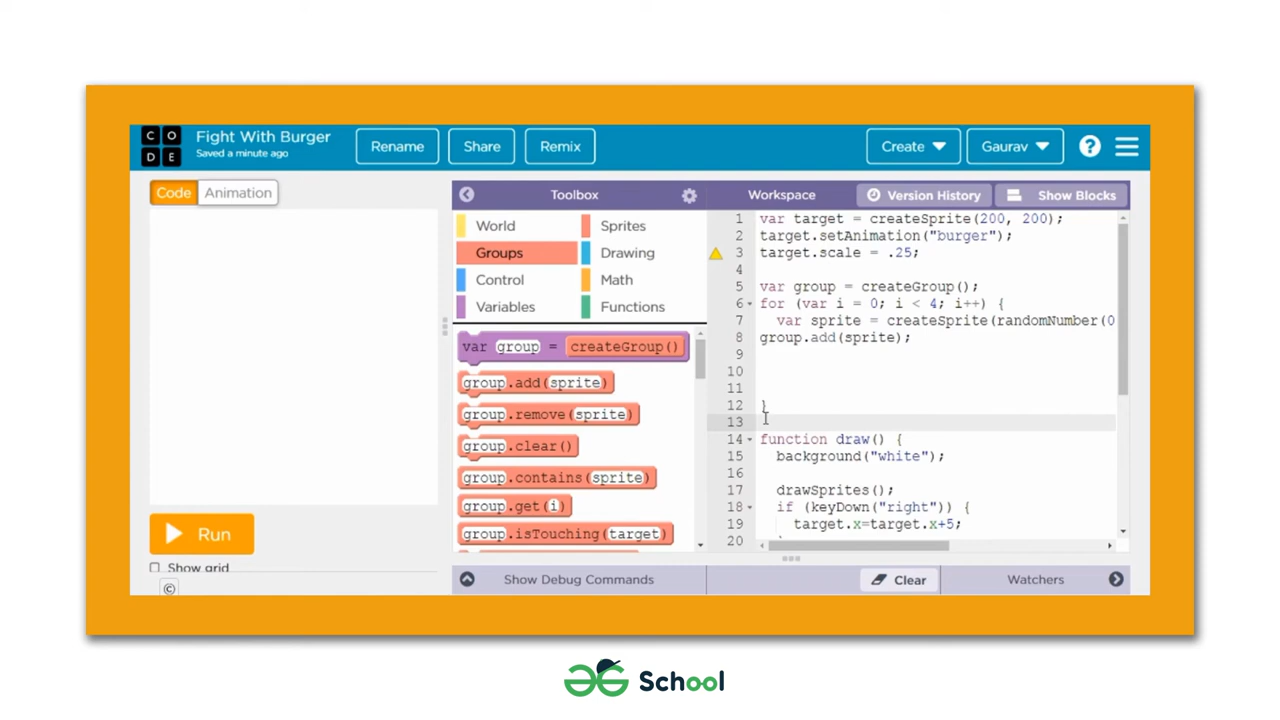 C O D E
Fight With Burger
Saved a minute ago
Rename
Share
Remix
Create
Gaurav
?
Code
Animation
Toolbox
Workspace
Version History
Show Blocks
World
Sprites
Groups
Drawing
Control
Math
Variables
Functions
var group = createGroup()
group.add(sprite)
group.remove(sprite)
group.clear()
group.contains(sprite)
group.get(i)
group.isTouching(target)
1 var target = createSprite(200, 200);
2 target.setAnimation("burger");
3 target.scale = .25;
4
5 var group = createGroup();
6 for (var i = 0; i < 4; i++) {
7 var sprite = createSprite(randomNumber(0
8 group.add(sprite);
9
10
11
12 }
13
14 function draw() {
15 background("white");
16
17 drawSprites();
18 if (keyDown("right")) {
19 target.x=target.x+5;
20
Run
Show grid
©
Show Debug Commands
Clear
Watchers
School